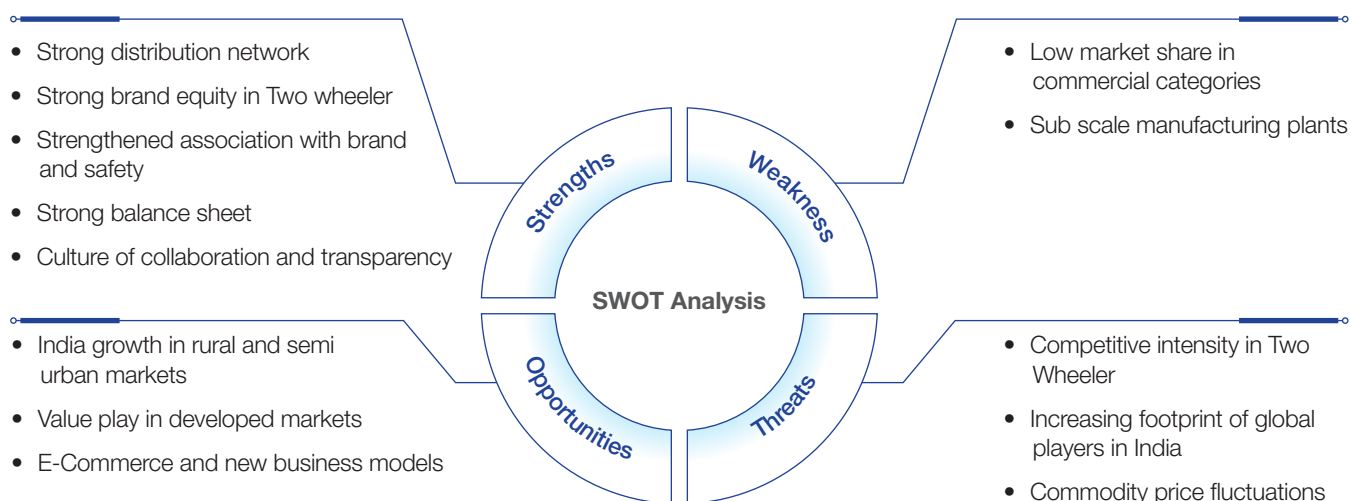 • Strong distribution network
• Strong brand equity in Two wheeler
• Strengthened association with brand
and safety
• Strong balance sheet
• Culture of collaboration and transparency
• Low market share in
commercial categories
• Sub scale manufacturing plants
Strengths
Weakness
SWOT Analysis
Opportunities
Threats
• India growth in rural and semi
urban markets
• Value play in developed markets
• E-Commerce and new business models
• Competitive intensity in Two
Wheeler
• Increasing footprint of global
players in India
• Commodity price fluctuations